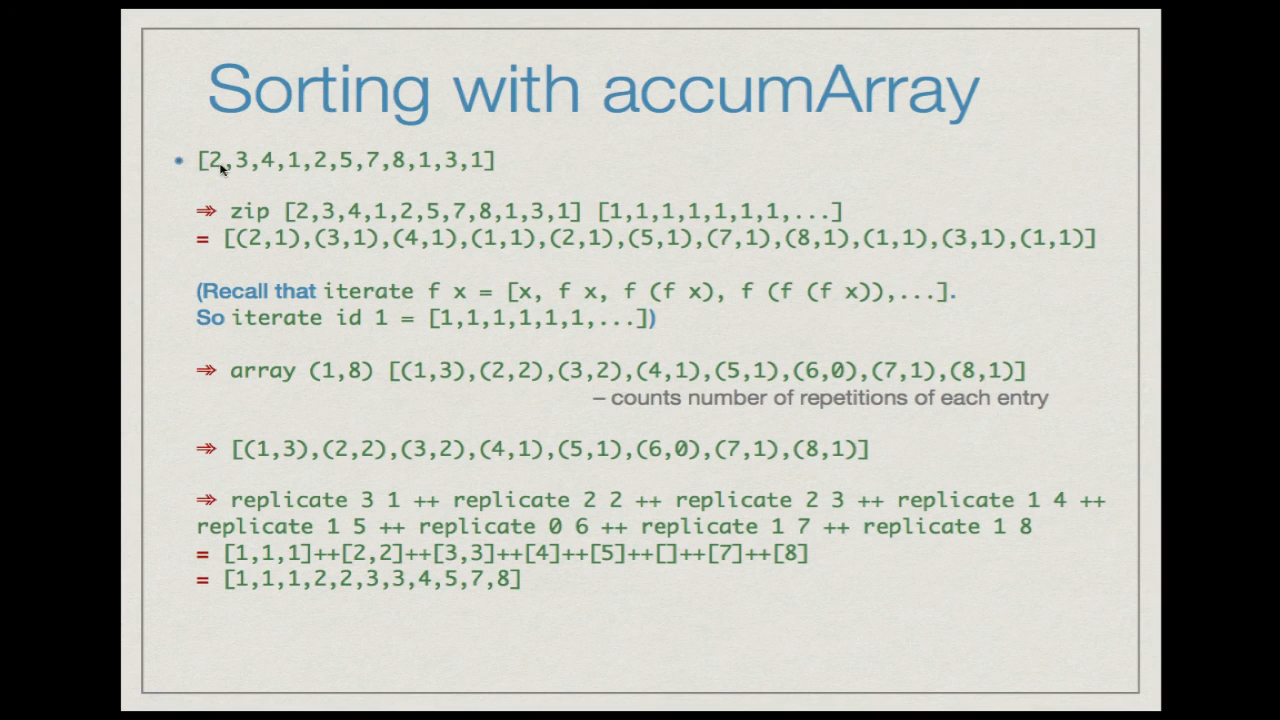 Sorting with accumArray
[2,3,4,1,2,5,7,8,1,3,1]
⇒ zip [2,3,4,1,2,5,7,8,1,3,1] [1,1,1,1,1,1,1,...]
= [(2,1),(3,1),(4,1),(1,1),(2,1),(5,1),(7,1),(8,1),(1,1),(3,1),(1,1)]
(Recall that iterate f x = [x, f x, f (f x), f (f (f x)),...].
So iterate id 1 = [1,1,1,1,1,1,...])
⇒ array (1,8) [(1,3),(2,2),(3,2),(4,1),(5,1),(6,0),(7,1),(8,1)]
– counts number of repetitions of each entry
⇒ [(1,3),(2,2),(3,2),(4,1),(5,1),(6,0),(7,1),(8,1)]
⇒ replicate 3 1 ++ replicate 2 2 ++ replicate 2 3 ++ replicate 1 4 ++
replicate 1 5 ++ replicate 0 6 ++ replicate 1 7 ++ replicate 1 8
= [1,1,1]++[2,2]++[3,3]++[4]++[5]++[]++[7]++[8]
= [1,1,1,2,2,3,3,4,5,7,8]